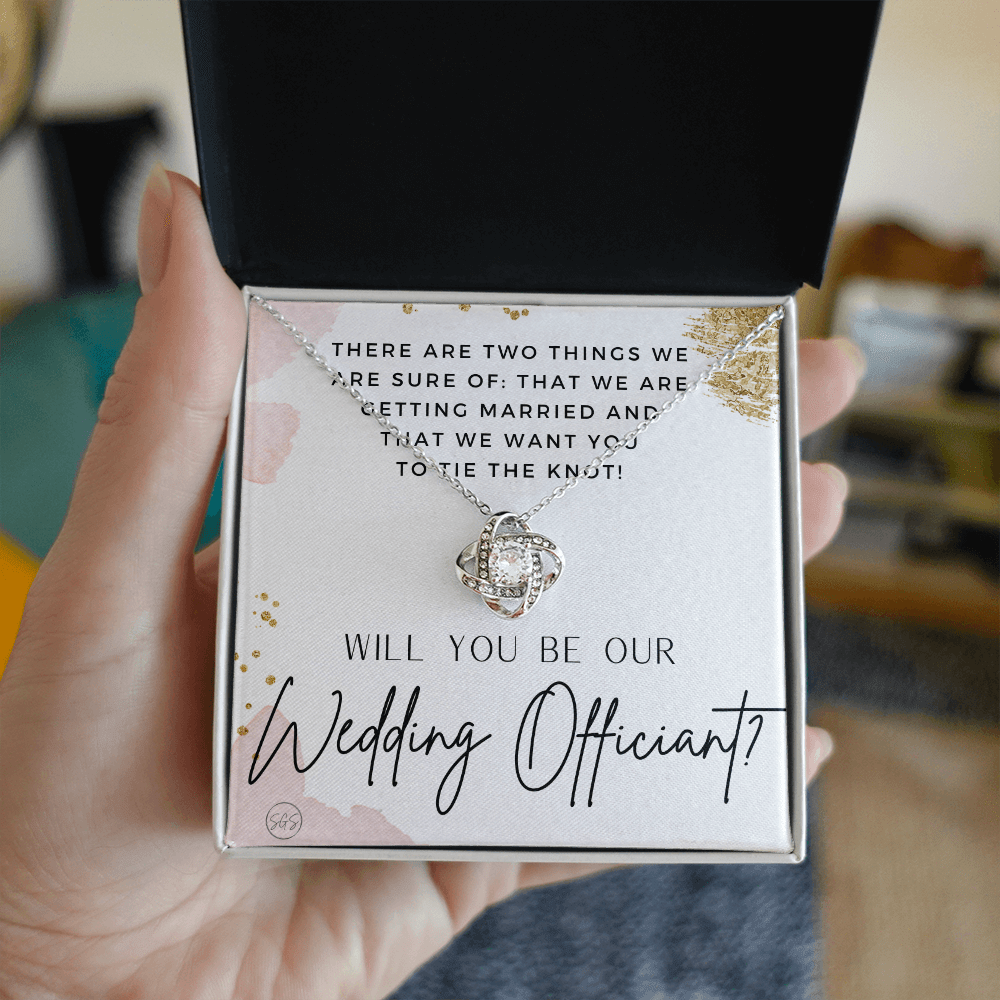 THERE ARE TWO THINGS WE
ARE SURE OF: THAT WE ARE
GETTING MARRIED AND
THAT WE WANT YOU
TO TIE THE KNOT!
WILL YOU BE OUR
Wedding Officiant?
SGS